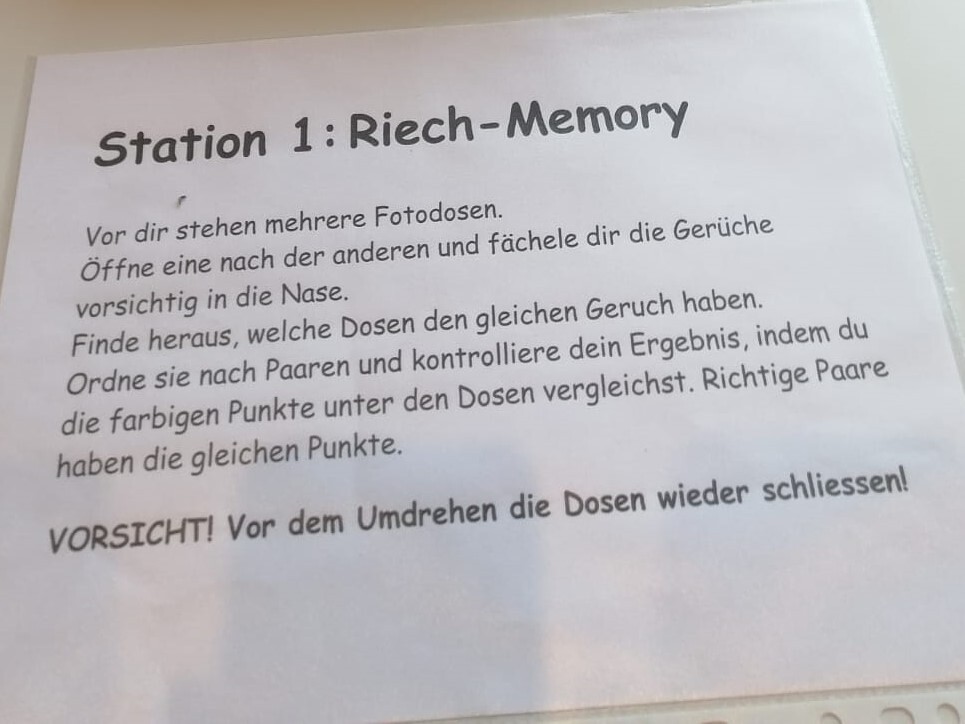 Station 1: Riech-Memory
Vor dir stehen mehrere Fotodosen.
Öffne eine nach der anderen und fächele dir die Gerüche
vorsichtig in die Nase.
Finde heraus, welche Dosen den gleichen Geruch haben.
Ordne sie nach Paaren und kontrolliere dein Ergebnis, indem du
die farbigen Punkte unter den Dosen vergleichst. Richtige Paare
haben die gleichen Punkte.
VORSICHT! Vor dem Umdrehen die Dosen wieder schliessen!